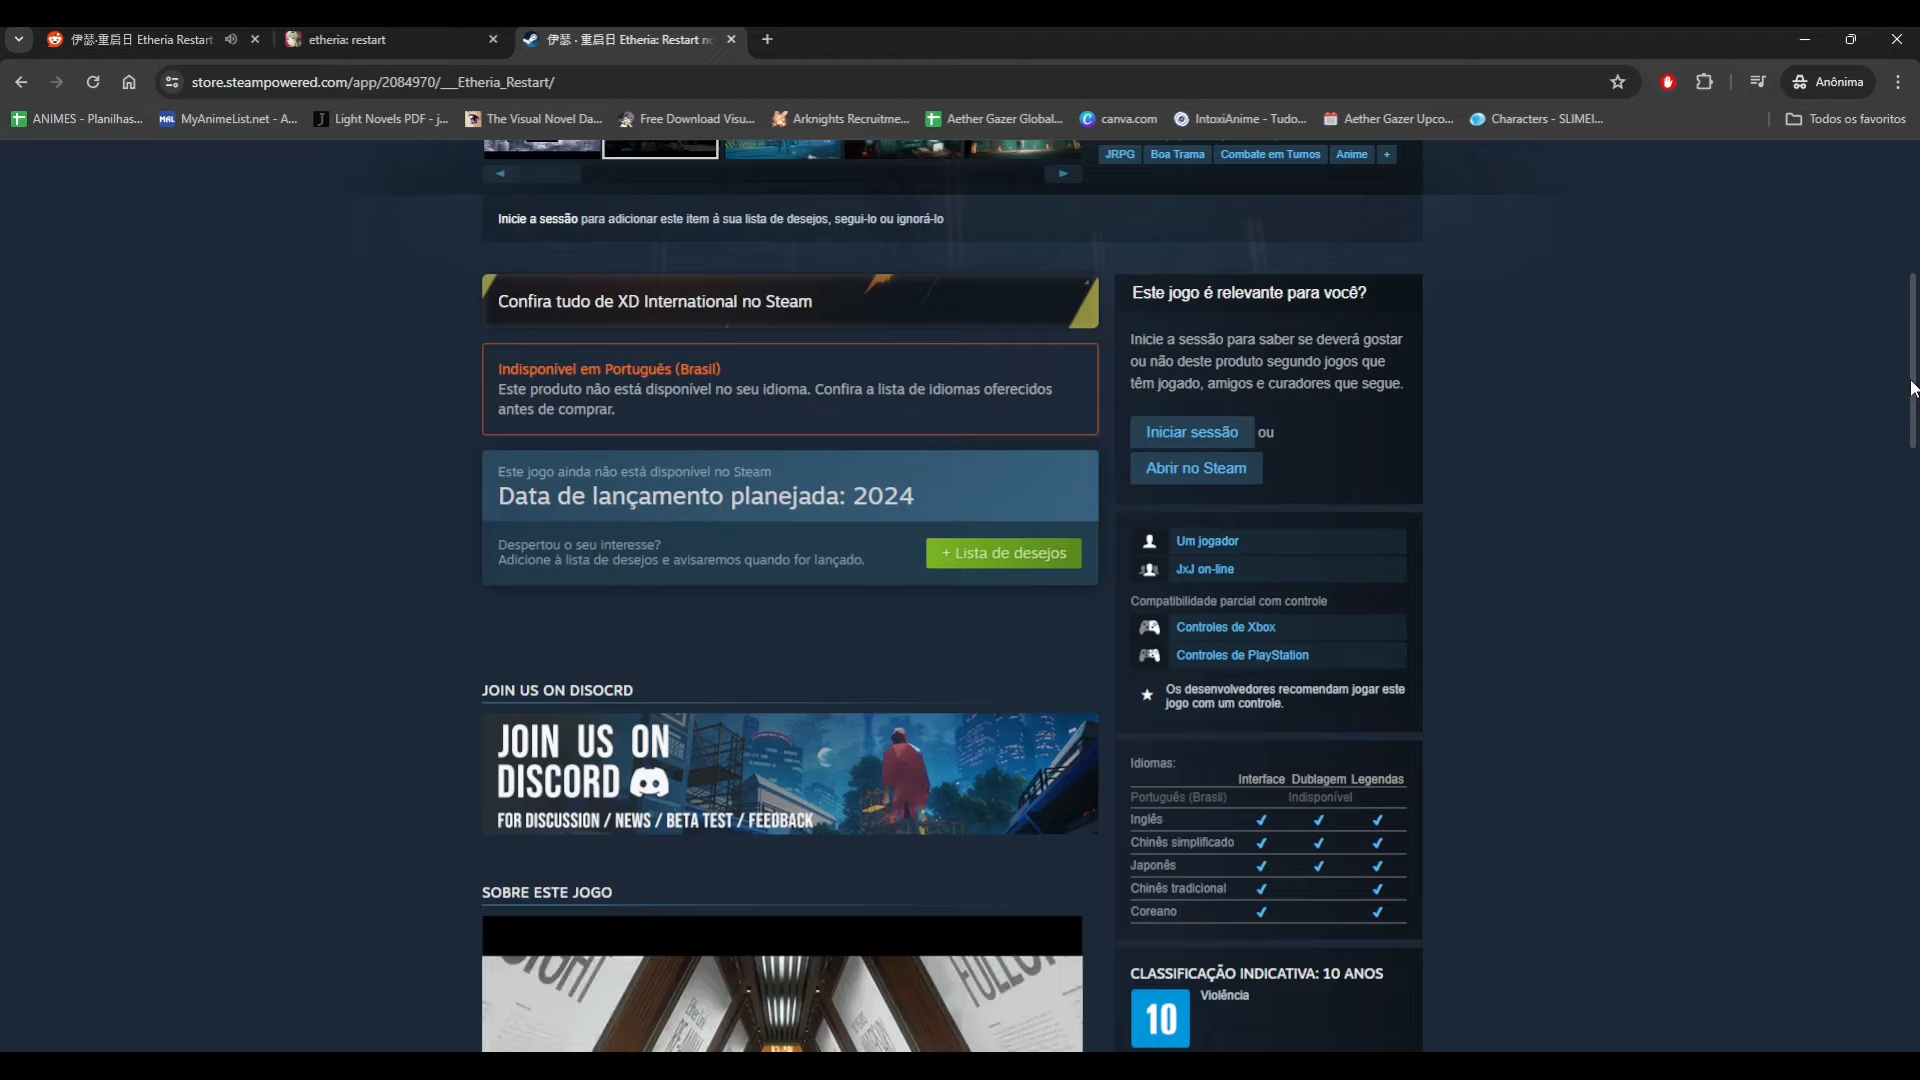 伊瑟·重启日 Etheria Restart
etheria: restart
伊瑟 · 重启日 Etheria: Restart no
store.steampowered.com/app/2084970/__Etheria_Restart/
Anônima
ANIMES - Planilhas...
MAL MyAnimeList.net - A...
J Light Novels PDF - j...
The Visual Novel Da...
Free Download Visu...
Arknights Recruitme...
Aether Gazer Global...
canva.com
IntoxiAnime - Tudo...
Aether Gazer Upco...
Characters - SLIMEI...
Todos os favoritos
JRPG Boa Trama Combate em Turnos Anime +
Inicie a sessão para adicionar este item à sua lista de desejos, segui-lo ou ignorá-lo
Confira tudo de XD International no Steam
Indisponível em Português (Brasil)
Este produto não está disponível no seu idioma. Confira a lista de idiomas oferecidos
antes de comprar.
Este jogo ainda não está disponível no Steam
Data de lançamento planejada: 2024
Despertou o seu interesse?
Adicione à lista de desejos e avisaremos quando for lançado.
+ Lista de desejos
JOIN US ON DISOCRD
JOIN US ON
DISCORD
FOR DISCUSSION / NEWS / BETA TEST / FEEDBACK
SOBRE ESTE JOGO
Este jogo é relevante para você?
Inicie a sessão para saber se deverá gostar
ou não deste produto segundo jogos que
têm jogado, amigos e curadores que segue.
Iniciar sessão ou
Abrir no Steam
Um jogador
JxJ on-line
Compatibilidade parcial com controle
Controles de Xbox
Controles de PlayStation
Os desenvolvedores recomendam jogar este
jogo com um controle.
Idiomas:
Interface Dublagem Legendas
Português (Brasil) Indisponível
Inglês ✔ ✔ ✔
Chinês simplificado ✔ ✔ ✔
Japonês ✔ ✔ ✔
Chinês tradicional ✔ ✔
Coreano ✔ ✔
CLASSIFICAÇÃO INDICATIVA: 10 ANOS
10 Violência